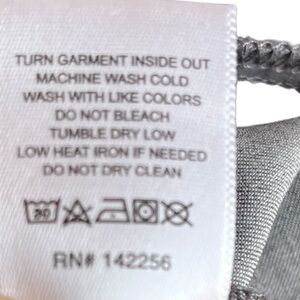 TURN GARMENT INSIDE OUT
MACHINE WASH COLD
WASH WITH LIKE COLORS
DO NOT BLEACH
TUMBLE DRY LOW
LOW HEAT IRON IF NEEDED
DO NOT DRY CLEAN
30
RN# 142256